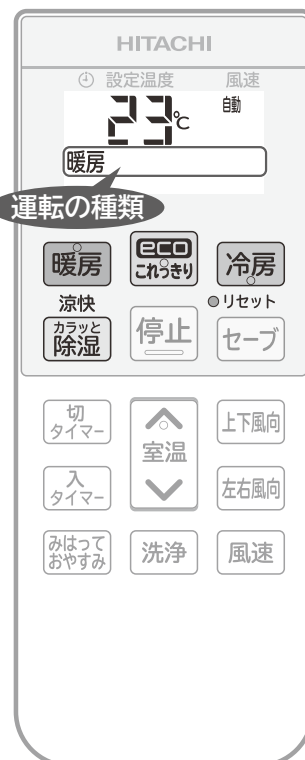 HITACHI
設定温度 風速
23℃ 自動
暖房
運転の種類
暖房 eco これっきり 冷房
涼快 リセット
カラッと除湿 停止 セーブ
切タイマー 室温 上下風向
入タイマー 左右風向
みはっておやすみ 洗浄 風速